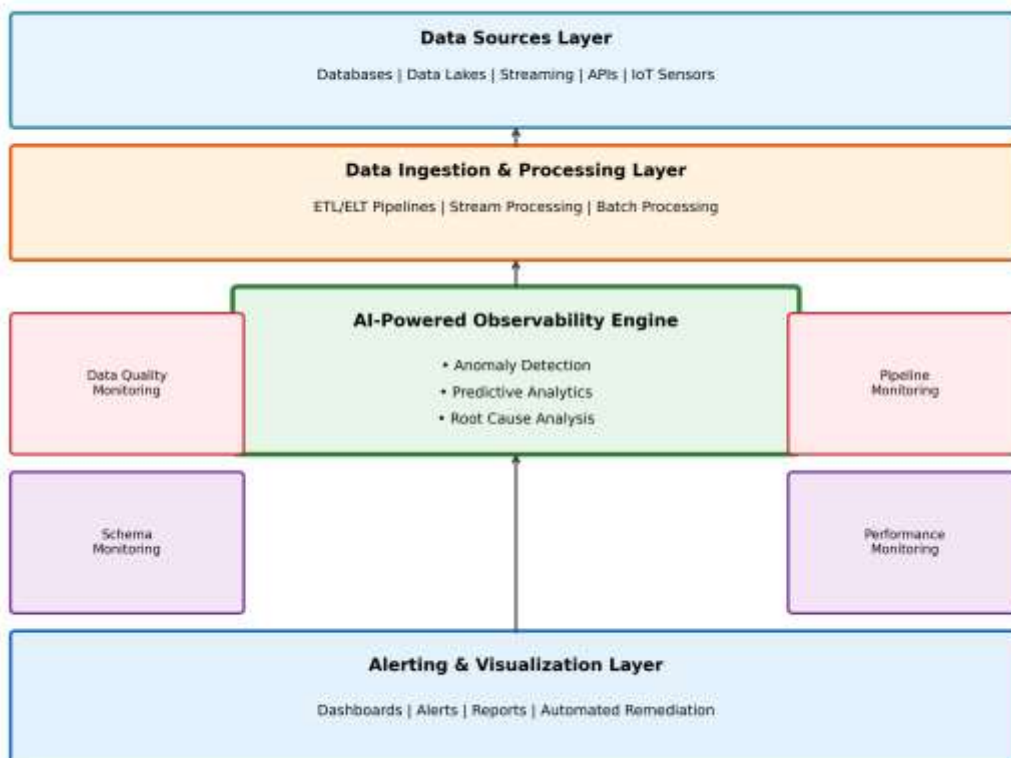 Data Sources Layer
Databases | Data Lakes | Streaming | APIs | IoT Sensors
Data Ingestion & Processing Layer
ETL/ELT Pipelines | Stream Processing | Batch Processing
AI-Powered Observability Engine
• Anomaly Detection
• Predictive Analytics
• Root Cause Analysis
Data Quality
Monitoring
Pipeline
Monitoring
Schema
Monitoring
Performance
Monitoring
Alerting & Visualization Layer
Dashboards | Alerts | Reports | Automated Remediation